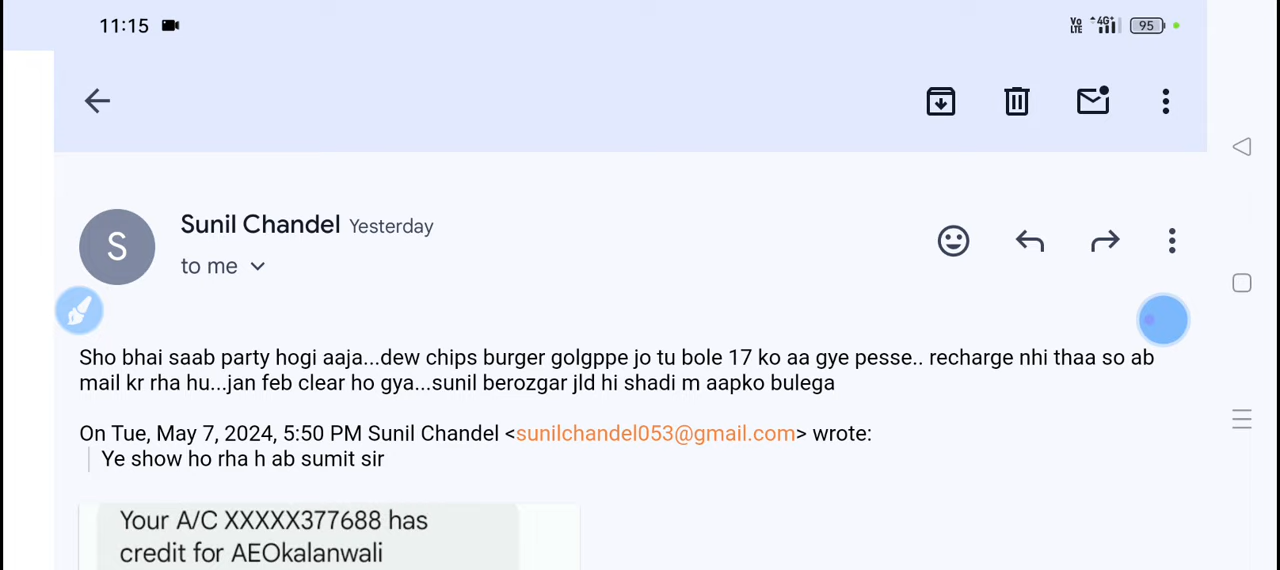 11:15
Vo LTE 4G+ 95
Sunil Chandel Yesterday
S
to me
Sho bhai saab party hogi aaja...dew chips burger golgppe jo tu bole 17 ko aa gye pesse.. recharge nhi thaa so ab
mail kr rha hu...jan feb clear ho gya...sunil berozgar jld hi shadi m aapko bulega
On Tue, May 7, 2024, 5:50 PM Sunil Chandel <sunilchandel053@gmail.com> wrote:
Ye show ho rha h ab sumit sir
Your A/C XXXXX377688 has
credit for AEOkalanwali